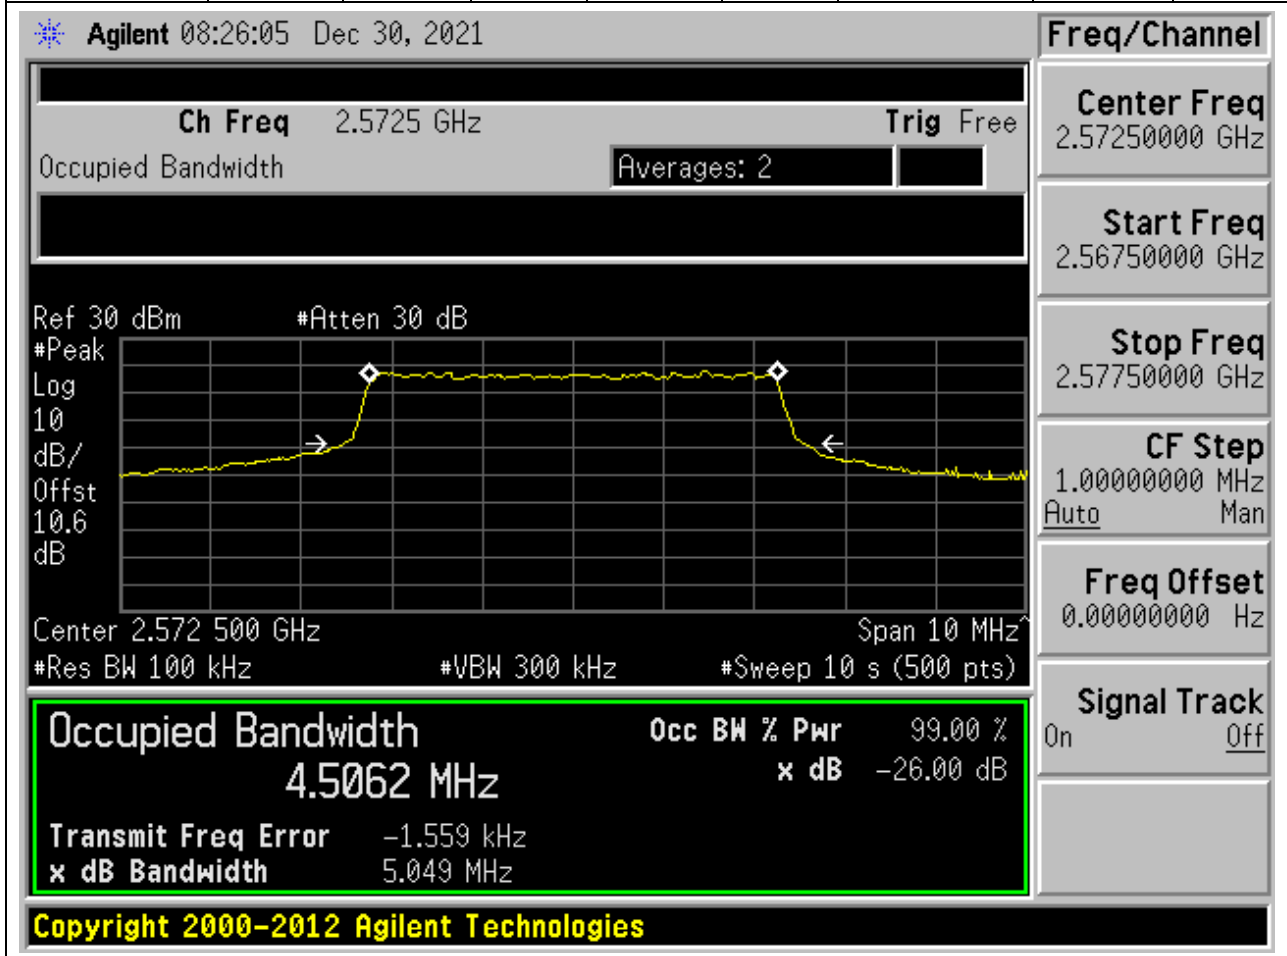 Agilent 08:26:05 Dec 30, 2021
Freq/Channel
Ch Freq 2.5725 GHz
Trig Free
Occupied Bandwidth
Averages: 2
Center Freq
2.57250000 GHz
Start Freq
2.56750000 GHz
Stop Freq
2.57750000 GHz
CF Step
1.00000000 MHz
Auto Man
Freq Offset
0.00000000 Hz
Signal Track
On Off
Ref 30 dBm #Atten 30 dB
#Peak
Log
10
dB/
Offst
10.6
dB
Center 2.572 500 GHz Span 10 MHz^
#Res BW 100 kHz #VBW 300 kHz #Sweep 10 s (500 pts)
Occupied Bandwidth
4.5062 MHz
Occ BW % Pwr 99.00 %
x dB -26.00 dB
Transmit Freq Error -1.559 kHz
x dB Bandwidth 5.049 MHz
Copyright 2000-2012 Agilent Technologies